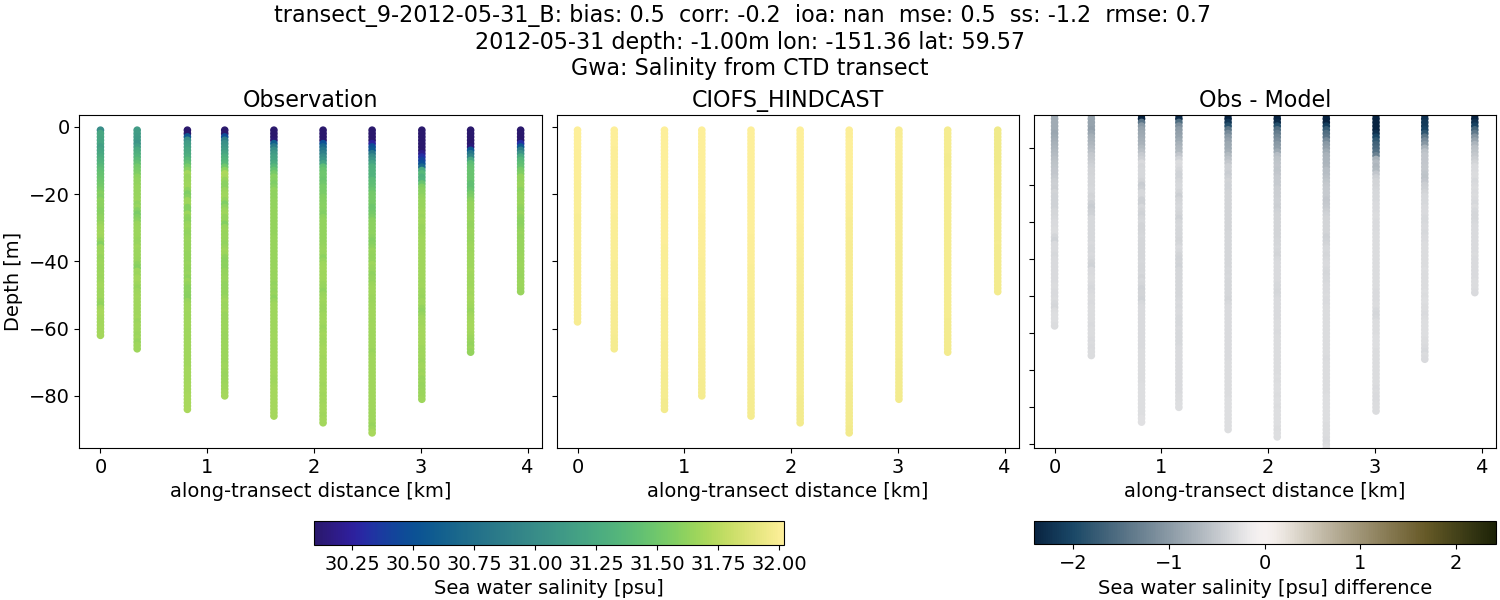 transect_9-2012-05-31_B: bias: 0.5  corr: -0.2  ioa: nan  mse: 0.5  ss: -1.2  rmse: 0.7
2012-05-31 depth: -1.00m lon: -151.36 lat: 59.57
Gwa: Salinity from CTD transect
Observation
CIOFS_HINDCAST
Obs - Model
Depth [m]
0
−20
−40
−60
−80
0 1 2 3 4
0 1 2 3 4
0 1 2 3 4
along-transect distance [km]
along-transect distance [km]
along-transect distance [km]
30.25 30.50 30.75 31.00 31.25 31.50 31.75 32.00
Sea water salinity [psu]
−2 −1 0 1 2
Sea water salinity [psu] difference